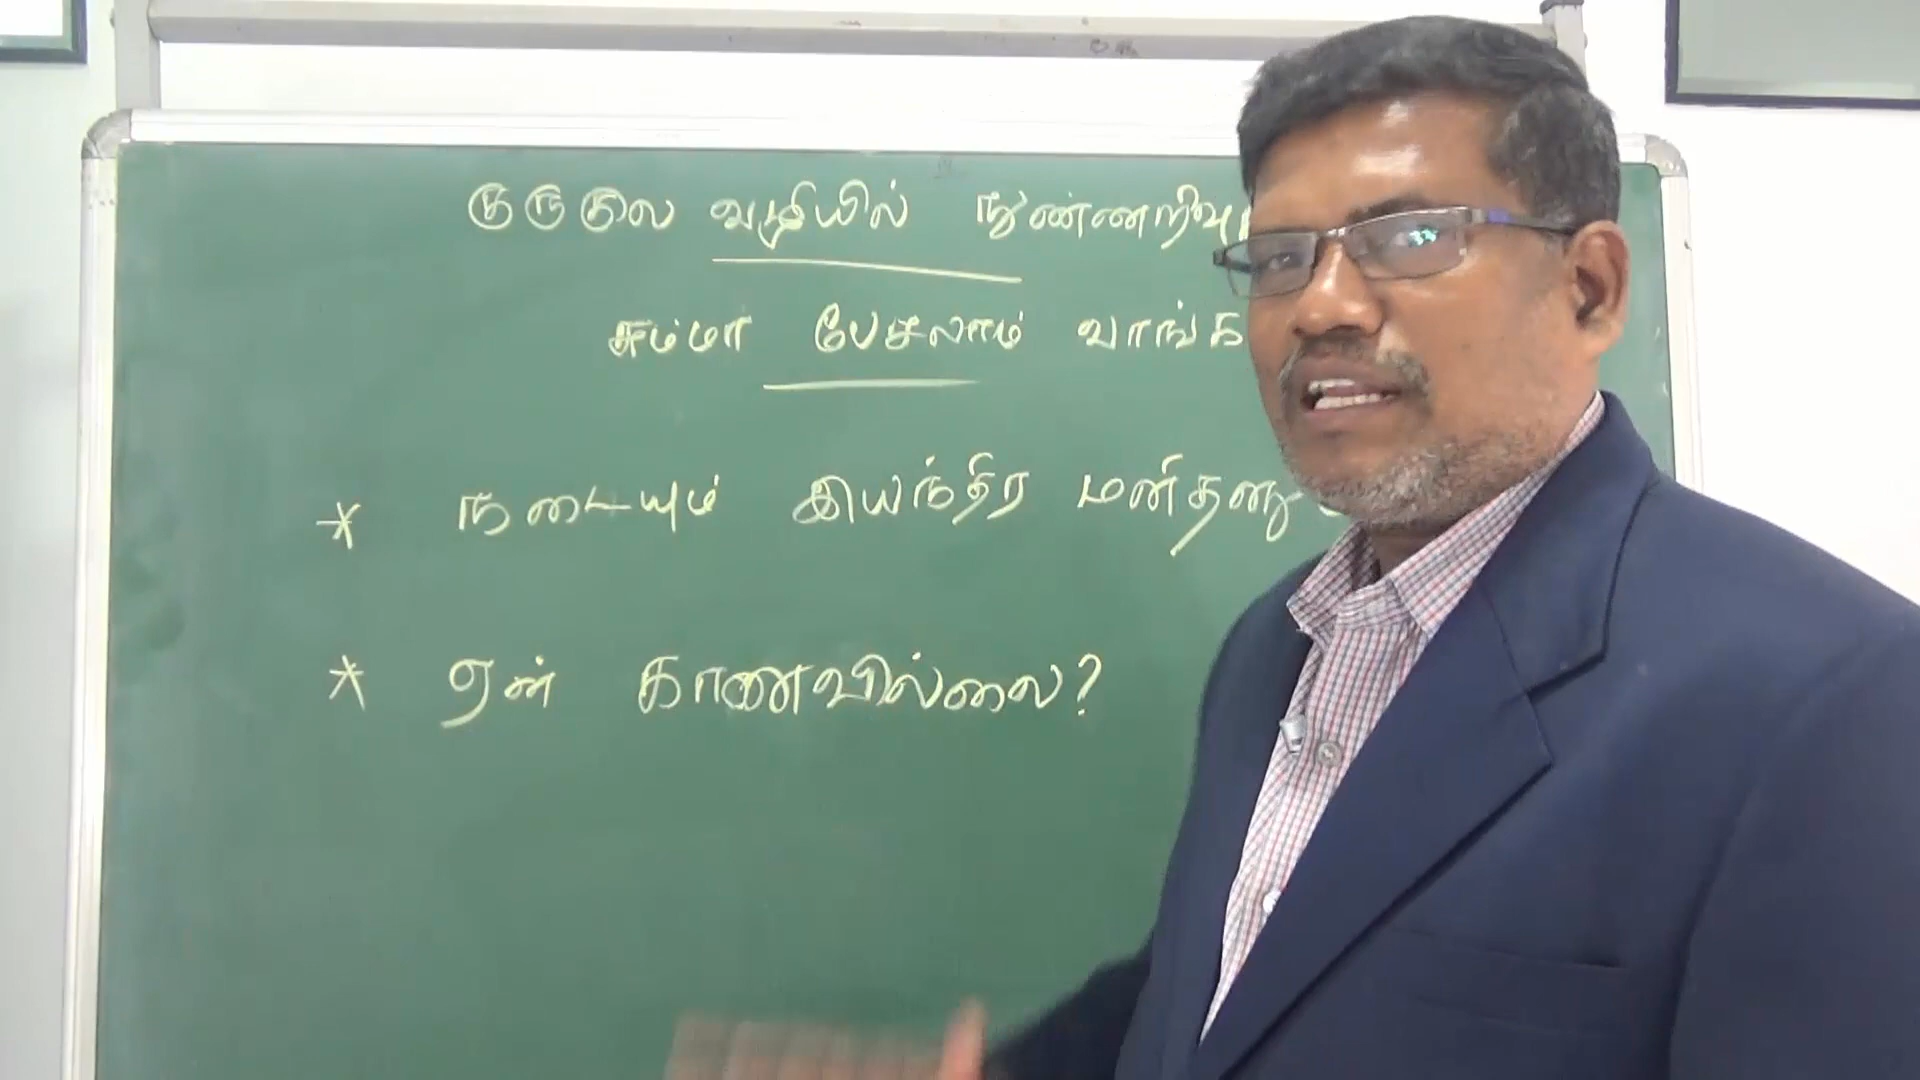 குருகுல வழியில் நுண்ணறிவு
சும்மா பேசலாம் வாங்க
* நடையும் இயந்திர மனிதனு
* ஏன் காணவில்லை?